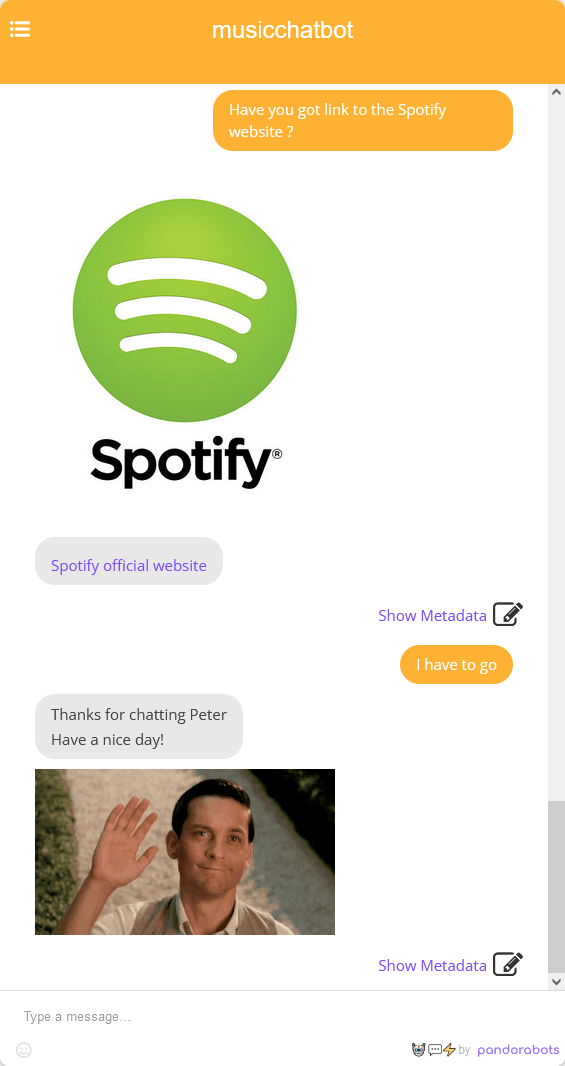 musicchatbot
Have you got link to the Spotify
website ?
Spotify®
Spotify official website
Show Metadata
I have to go
Thanks for chatting Peter
Have a nice day!
Show Metadata
Type a message...
by pandorabots